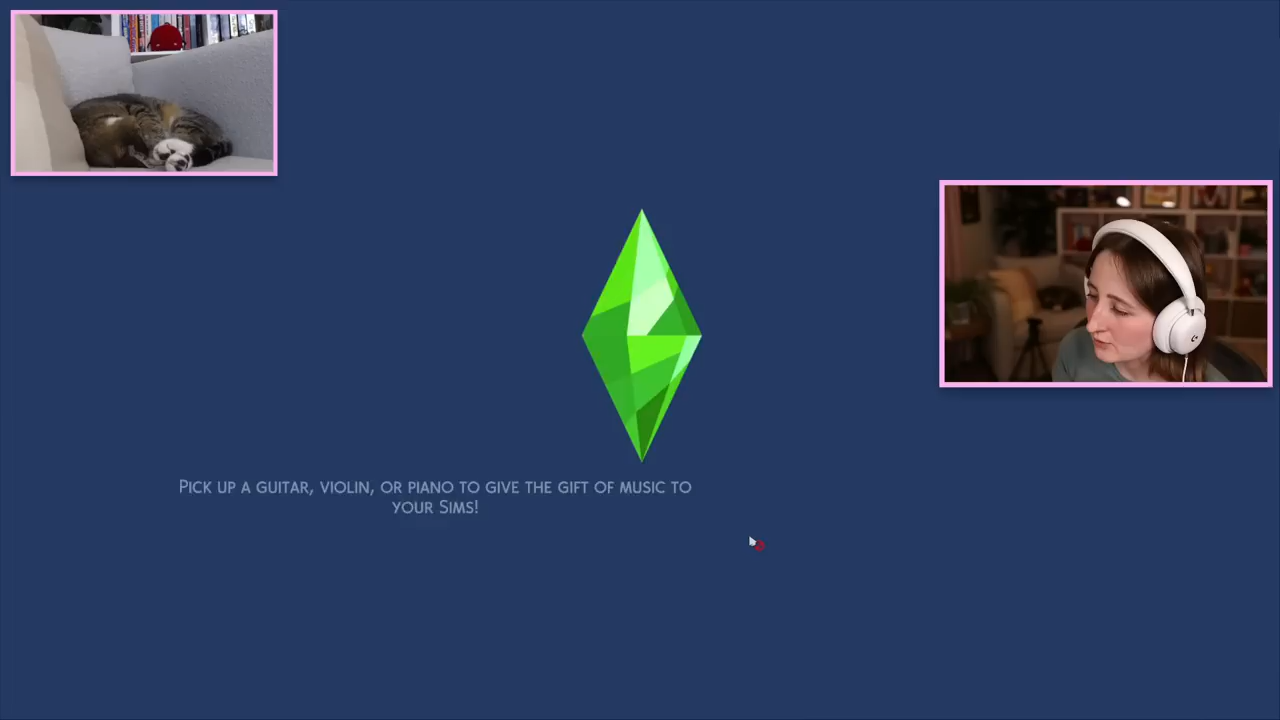 Pick up a guitar, violin, or piano to give the gift of music to
your Sims!